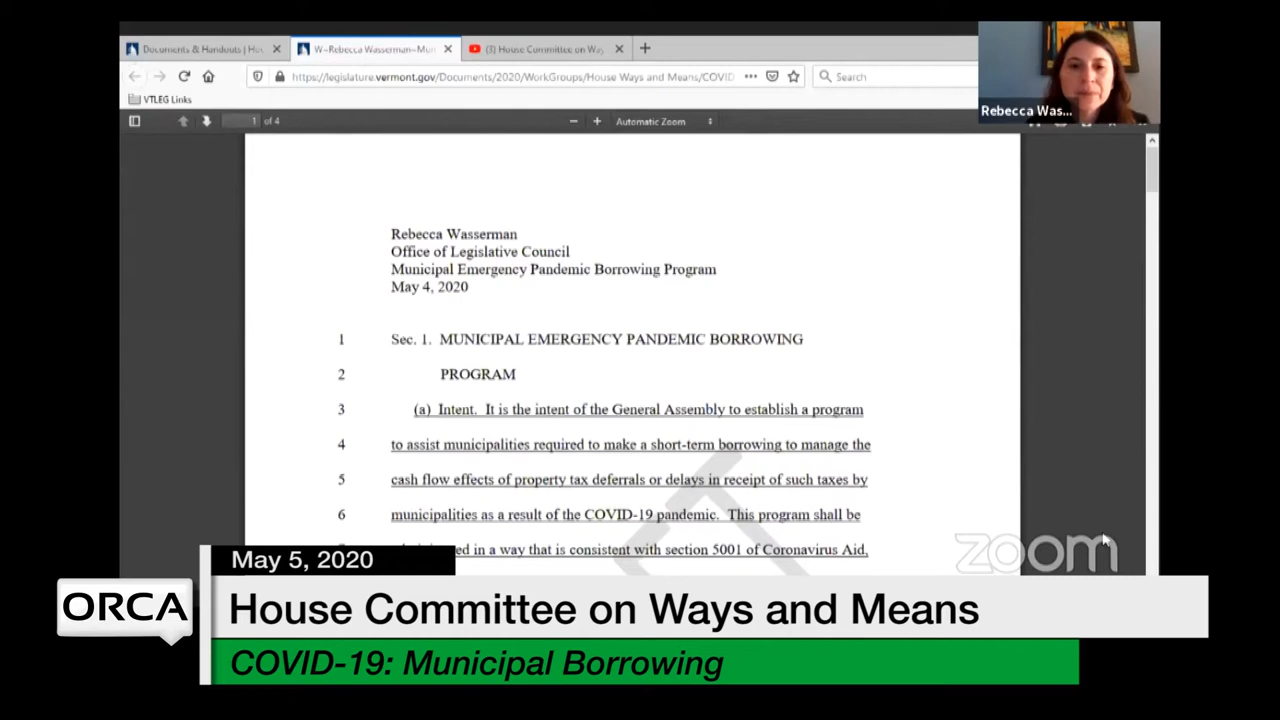 Documents & Handouts | Hou
W~Rebecca Wasserman~Mun
(3) House Committee on Way
https://legislature.vermont.gov/Documents/2020/WorkGroups/House Ways and Means/COVID
Search
VTLEG Links
1 of 4
Automatic Zoom
Rebecca Was...
Rebecca Wasserman
Office of Legislative Council
Municipal Emergency Pandemic Borrowing Program
May 4, 2020
1 Sec. 1. MUNICIPAL EMERGENCY PANDEMIC BORROWING
2 PROGRAM
3 (a) Intent. It is the intent of the General Assembly to establish a program
4 to assist municipalities required to make a short-term borrowing to manage the
5 cash flow effects of property tax deferrals or delays in receipt of such taxes by
6 municipalities as a result of the COVID-19 pandemic. This program shall be
in a way that is consistent with section 5001 of Coronavirus Aid,
zoom
May 5, 2020
ORCA
House Committee on Ways and Means
COVID-19: Municipal Borrowing